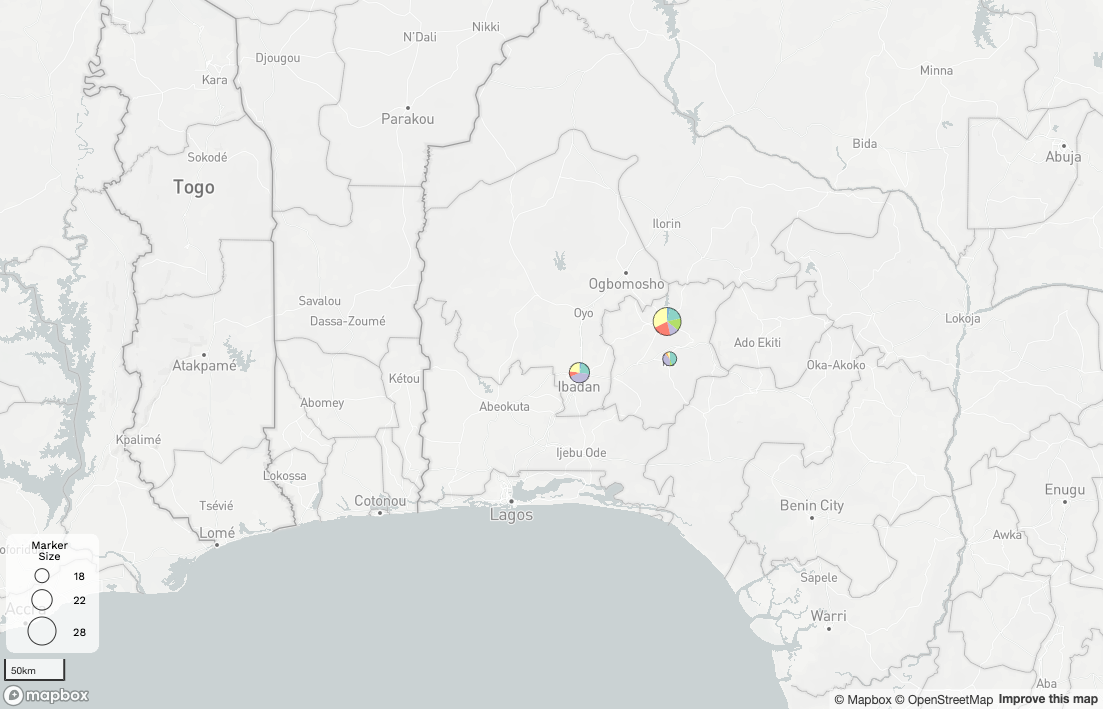 Nikki
N'Dali
Djougou
Kara
Minna
Parakou
Bida
Abuja
Sokodé
Togo
Ilorin
Ogbomosho
Savalou
Oyo
Dassa-Zoumé
Lokoja
Ado Ekiti
Atakpamé
Oka-Akoko
Kétou
Ibadan
Abomey
Abeokuta
Kpalimé
Ijebu Ode
Lokossa
Enugu
Tsévié
Cotonou
Benin City
Lagos
Lomé
Awka
Marker
Size
18
Sapele
22
Accra
Warri
28
50km
Aba
mapbox
© Mapbox © OpenStreetMap Improve this map